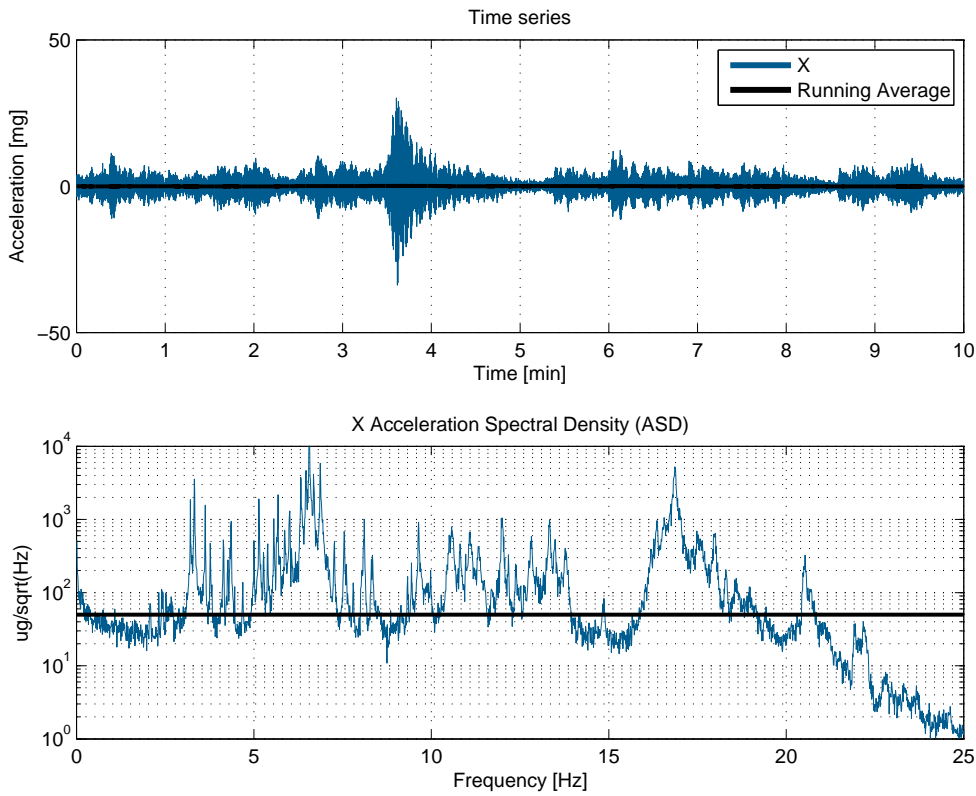 Time series
50
0
−50
Acceleration [mg]
X
Running Average
0 1 2 3 4 5 6 7 8 9 10
Time [min]
X Acceleration Spectral Density (ASD)
10^4
10^3
10^2
10^1
10^0
ug/sqrt(Hz)
0 5 10 15 20 25
Frequency [Hz]